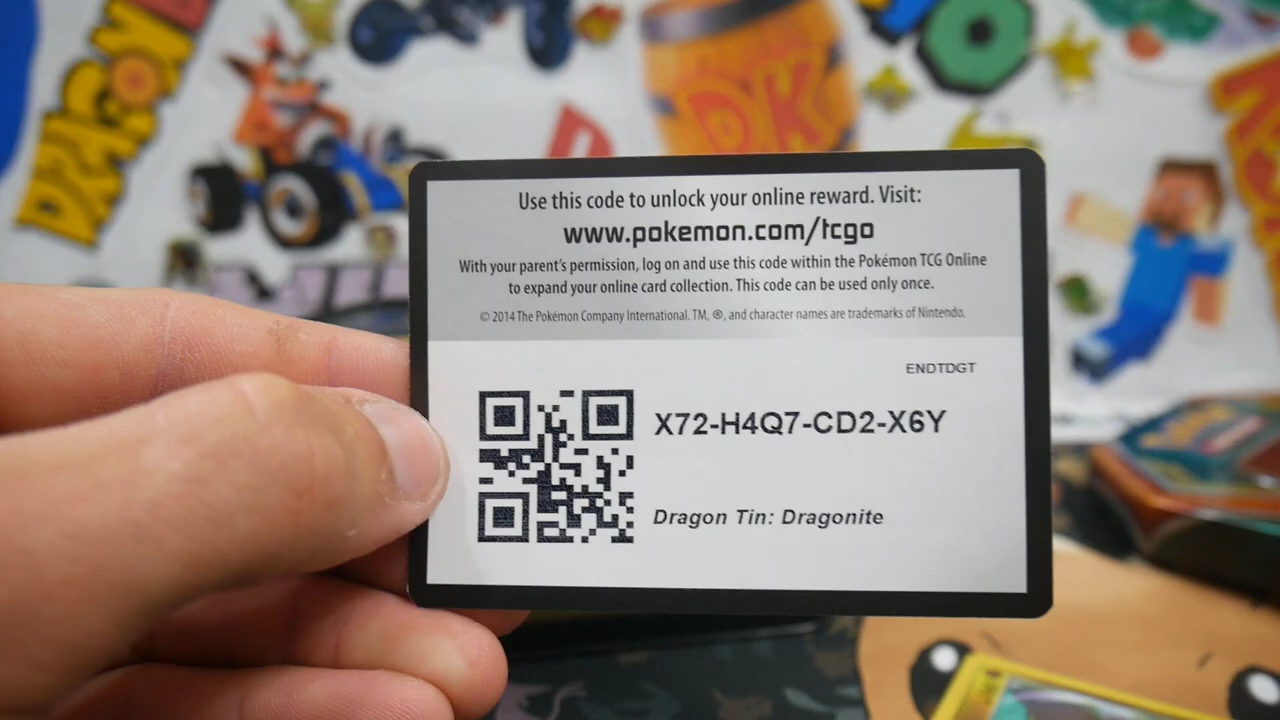 DK
Use this code to unlock your online reward. Visit:
www.pokemon.com/tcgo
With your parent's permission, log on and use this code within the Pokémon TCG Online
to expand your online card collection. This code can be used only once.
© 2014 The Pokémon Company International. TM, ®, and character names are trademarks of Nintendo.
ENDTDGT
X72-H4Q7-CD2-X6Y
Dragon Tin: Dragonite